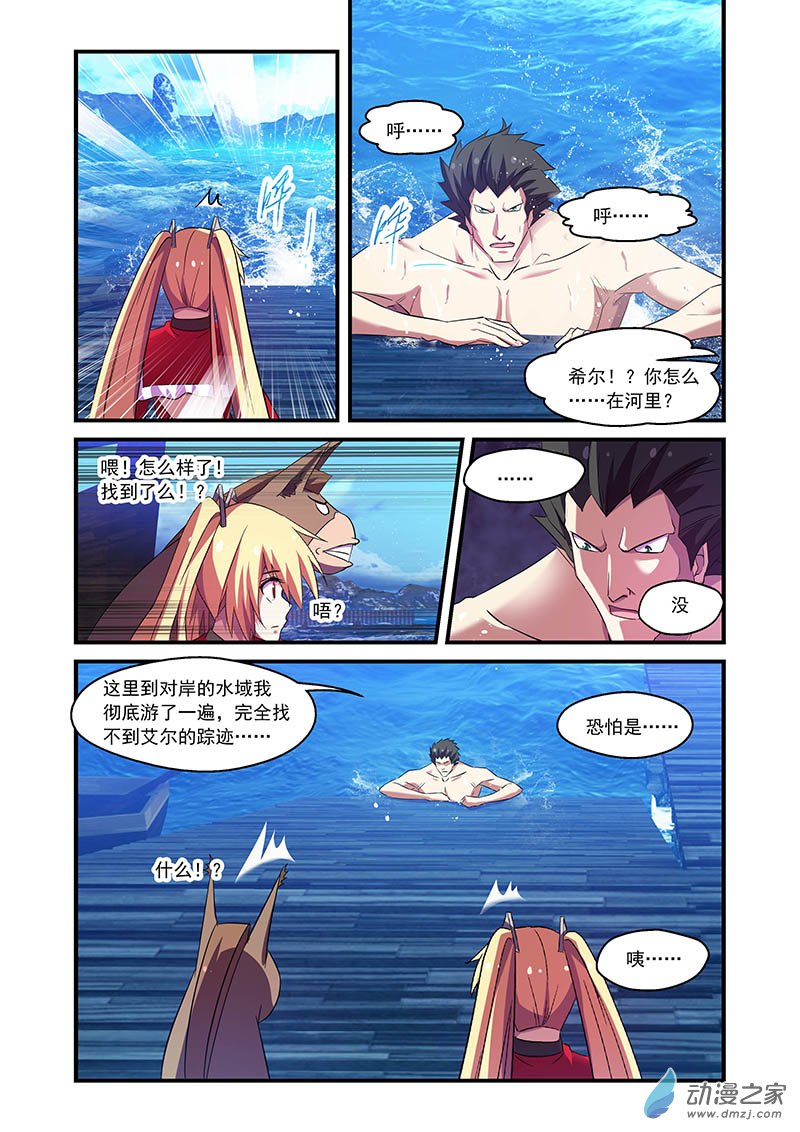 呼
呼……
哗
呼……
希尔！？你怎么
……在河里？
喂！怎么样了！
找到了么！？
唔？
……
没
这里到对岸的水域我
彻底游了一遍，完全找
不到艾尔的踪迹……
恐怕是……
什么！？
咦……
动漫之家
www.dmzj.com